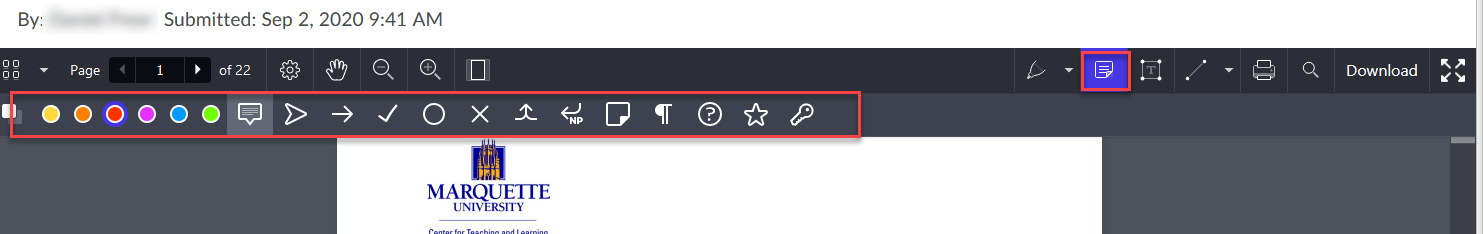 By: Submitted: Sep 2, 2020 9:41 AM
Page 1 of 22 T Download
NP ¶ ?
MARQUETTE
UNIVERSITY
Center for Teaching and Learning